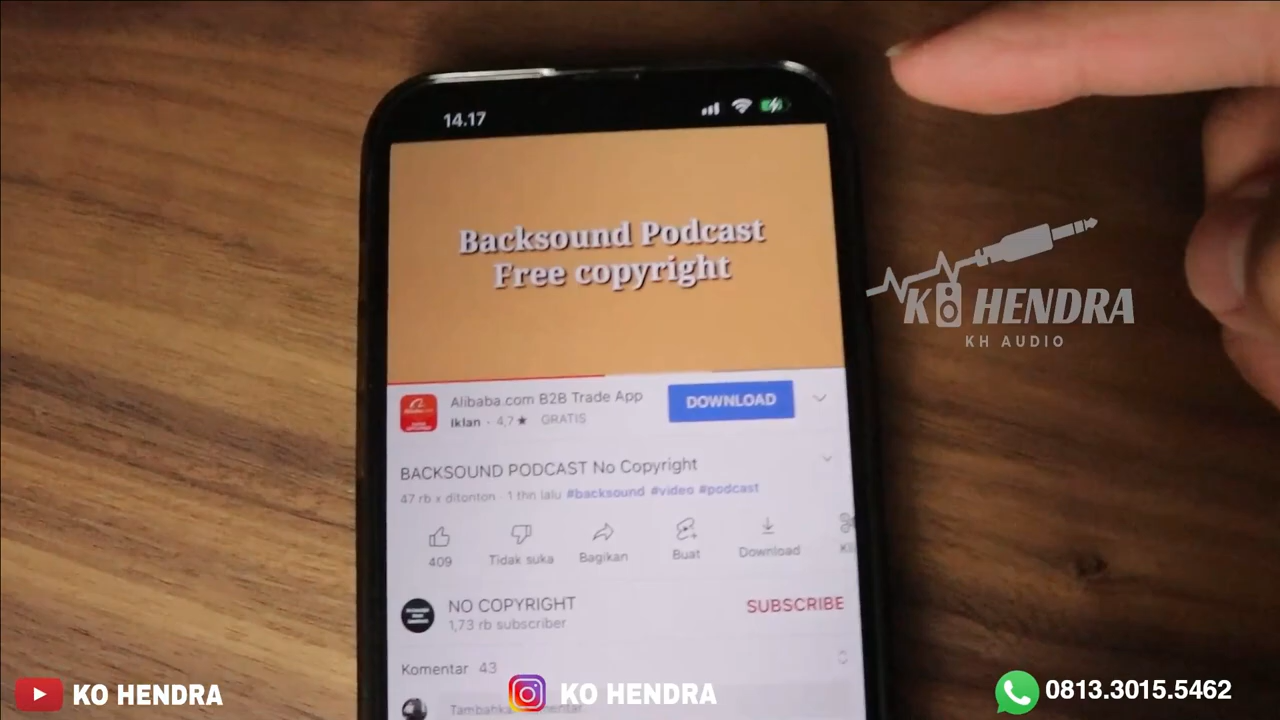 14.17
Backsound Podcast
Free copyright
KO HENDRA
KH AUDIO
Alibaba.com B2B Trade App
Iklan · 4,7★ GRATIS
DOWNLOAD
BACKSOUND PODCAST No Copyright
47 rb x ditonton · 1 thn lalu #backsound #video #podcast
409
Tidak suka
Bagikan
Buat
Download
NO COPYRIGHT
1,73 rb subscriber
SUBSCRIBE
Komentar 43
KO HENDRA
KO HENDRA
0813.3015.5462